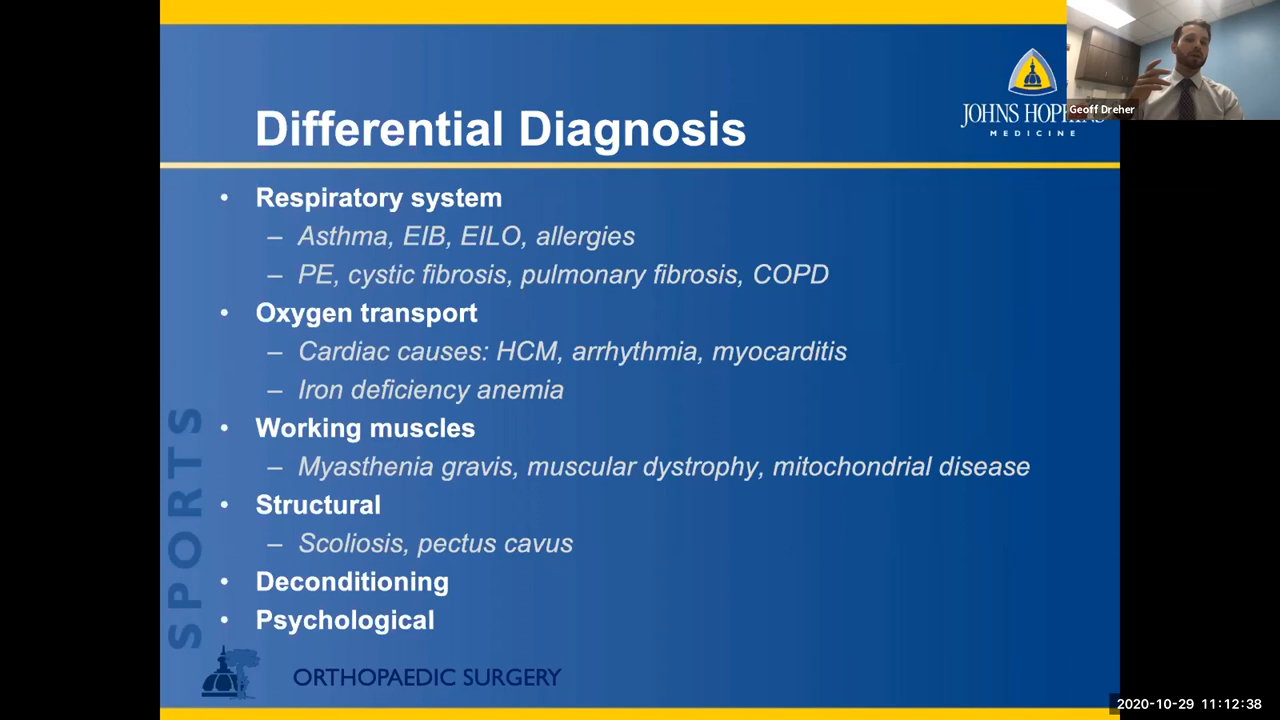 Differential Diagnosis
JOHNS HOPKINS
MEDICINE
Geoff Dreher
• Respiratory system
– Asthma, EIB, EILO, allergies
– PE, cystic fibrosis, pulmonary fibrosis, COPD
• Oxygen transport
– Cardiac causes: HCM, arrhythmia, myocarditis
– Iron deficiency anemia
• Working muscles
– Myasthenia gravis, muscular dystrophy, mitochondrial disease
• Structural
– Scoliosis, pectus cavus
• Deconditioning
• Psychological
SPORTS
ORTHOPAEDIC SURGERY
2020-10-29 11:12:38